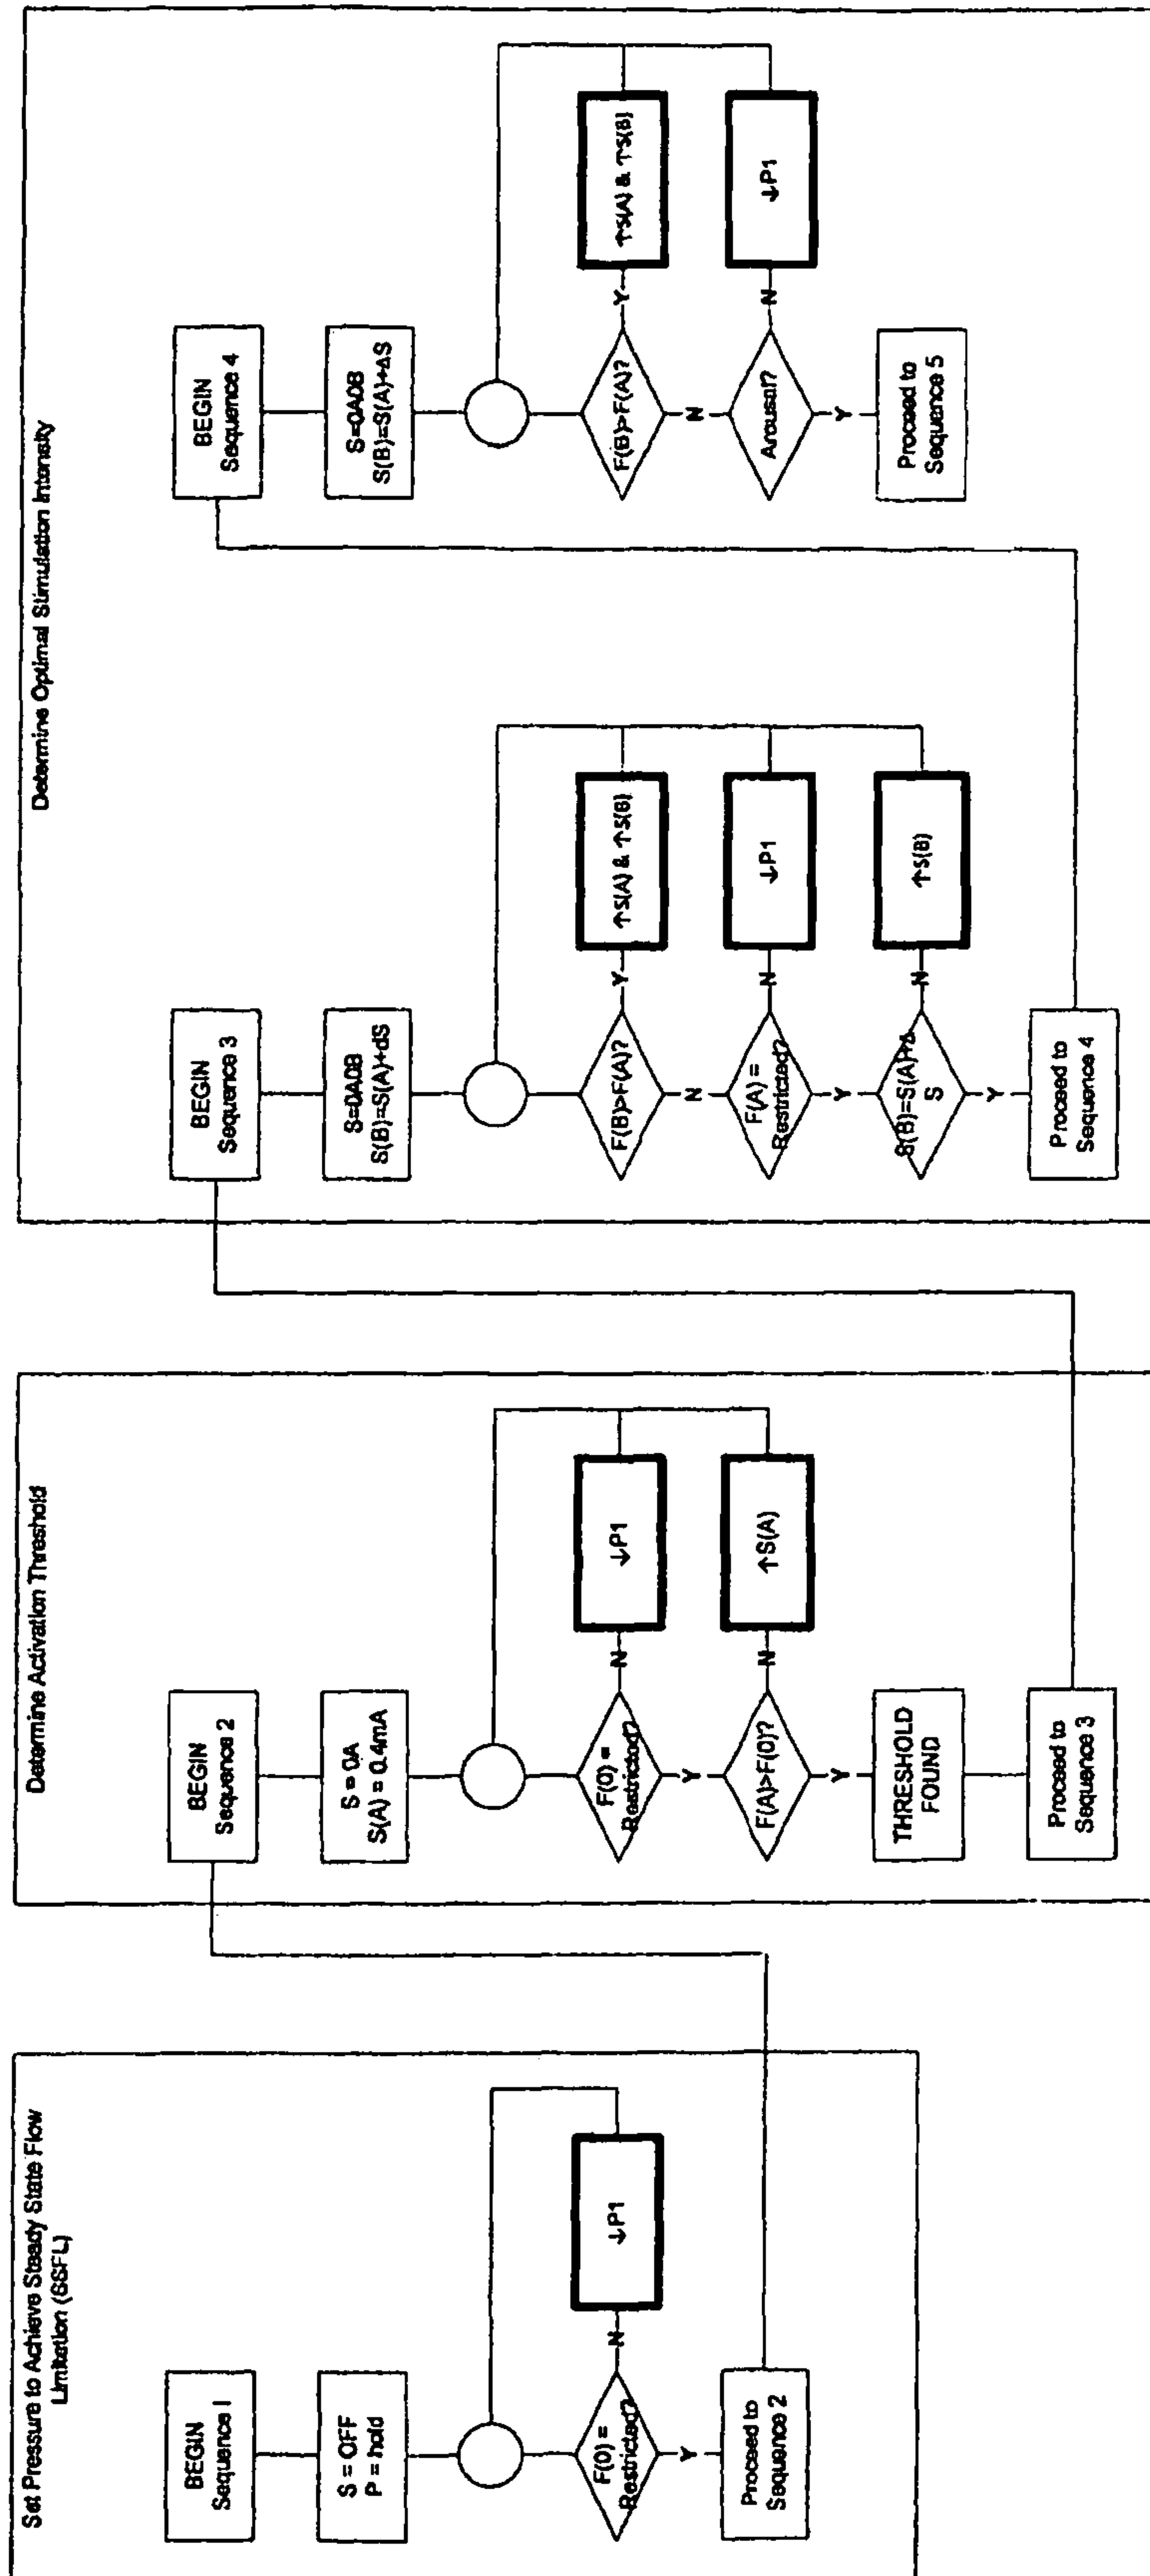 Set Pressure to Achieve Steady State Flow
Limitation (SSFL)
BEGIN
Sequence 1
S = OFF
P = hold
F(0) =
Restricted?
N
↓P1
Y
Proceed to
Sequence 2
Determine Activation Threshold
BEGIN
Sequence 2
S = 0A
S(A) = 0.4mA
F(0) =
Restricted?
N
↓P1
Y
F(A)>F(0)?
N
↑S(A)
Y
THRESHOLD
FOUND
Proceed to
Sequence 3
Determine Optimal Stimulation Intensity
BEGIN
Sequence 3
S=0A0B
S(B)=S(A)+dS
F(B)>F(A)?
Y
↑S(A) & ↑S(B)
N
F(A) =
Restricted?
N
↓P1
Y
S(B)=S(A)+Δ
S
N
↑S(B)
Y
Proceed to
Sequence 4
BEGIN
Sequence 4
S=0A0B
S(B)=S(A)+ΔS
F(B)>F(A)?
Y
↑S(A) & ↑S(B)
N
Arousal?
N
↓P1
Y
Proceed to
Sequence 5